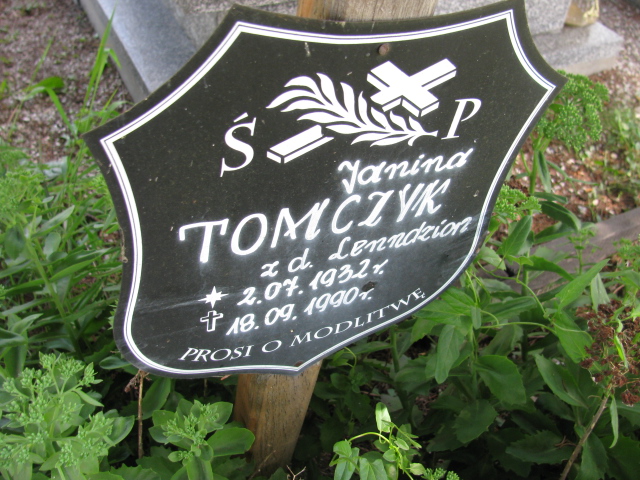 Ś P
Janina
TOMCZYK
z d. Lenndzion
* 2.07.1932 r.
✝ 18.09.1990 r.
PROSI O MODLITWĘ